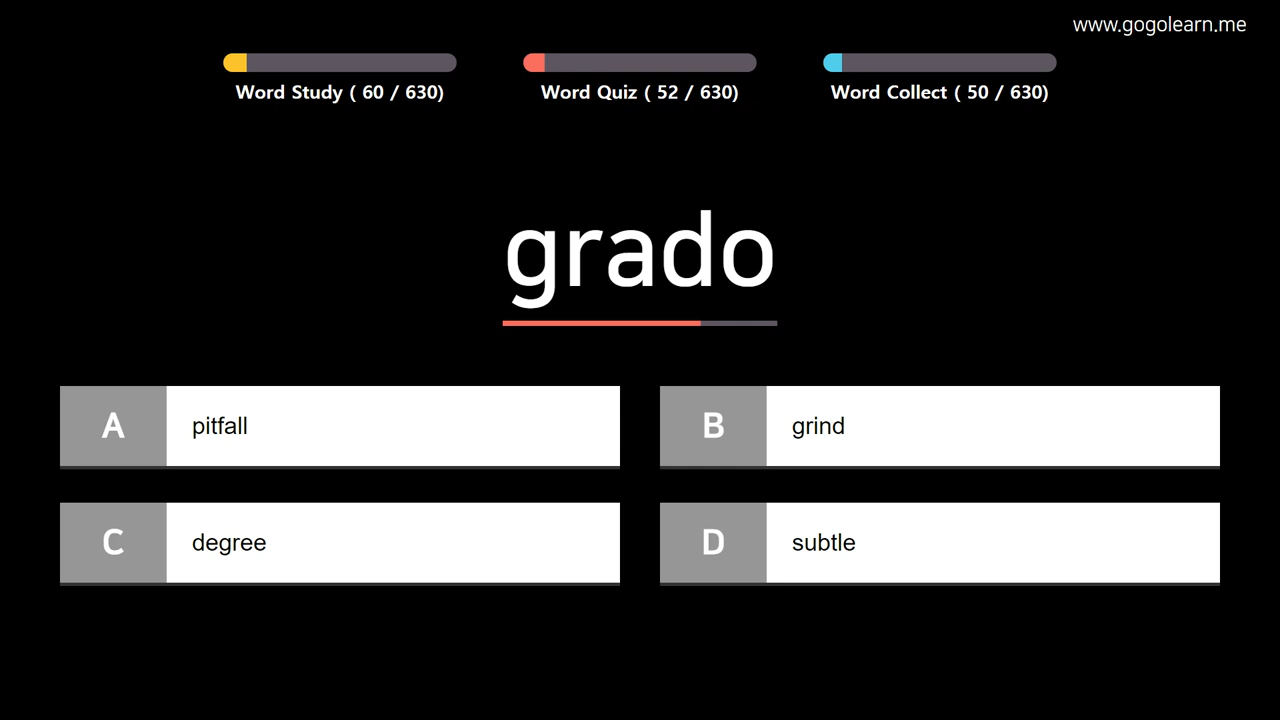 www.gogolearn.me
Word Study ( 60 / 630)
Word Quiz ( 52 / 630)
Word Collect ( 50 / 630)
grado
A pitfall
B grind
C degree
D subtle